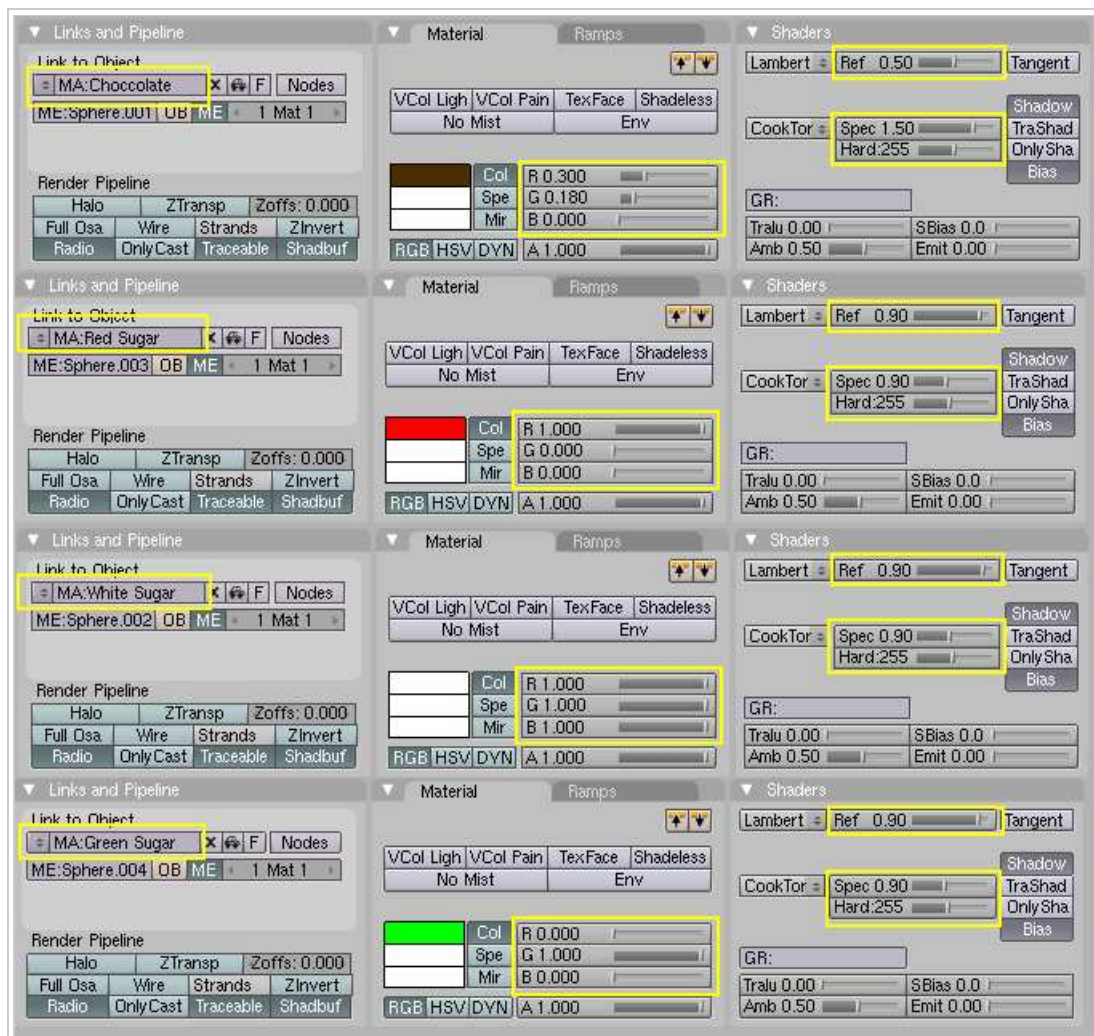 Links and Pipeline
Link to Object
MA:Choccolate F Nodes
ME:Sphere.001 OB ME 1 Mat 1
Render Pipeline
Halo ZTransp Zoffs: 0.000
Full Osa Wire Strands ZInvert
Radio OnlyCast Traceable Shadbuf
Material Ramps
VCol Ligh VCol Pain TexFace Shadeless
No Mist Env
Col R 0.300
Spe G 0.180
Mir B 0.000
RGB HSV DYN A 1.000
Shaders
Lambert Ref 0.50 Tangent
Shadow
CookTor Spec 1.50 TraShad
Hard:255 OnlySha
Bias
GR:
Tralu 0.00 SBias 0.0
Amb 0.50 Emit 0.00
Links and Pipeline
Link to Object
MA:Red Sugar F Nodes
ME:Sphere.003 OB ME 1 Mat 1
Render Pipeline
Halo ZTransp Zoffs: 0.000
Full Osa Wire Strands ZInvert
Radio OnlyCast Traceable Shadbuf
Material Ramps
VCol Ligh VCol Pain TexFace Shadeless
No Mist Env
Col R 1.000
Spe G 0.000
Mir B 0.000
RGB HSV DYN A 1.000
Shaders
Lambert Ref 0.90 Tangent
Shadow
CookTor Spec 0.90 TraShad
Hard:255 OnlySha
Bias
GR:
Tralu 0.00 SBias 0.0
Amb 0.50 Emit 0.00
Links and Pipeline
Link to Object
MA:White Sugar F Nodes
ME:Sphere.002 OB ME 1 Mat 1
Render Pipeline
Halo ZTransp Zoffs: 0.000
Full Osa Wire Strands ZInvert
Radio OnlyCast Traceable Shadbuf
Material Ramps
VCol Ligh VCol Pain TexFace Shadeless
No Mist Env
Col R 1.000
Spe G 1.000
Mir B 1.000
RGB HSV DYN A 1.000
Shaders
Lambert Ref 0.90 Tangent
Shadow
CookTor Spec 0.90 TraShad
Hard:255 OnlySha
Bias
GR:
Tralu 0.00 SBias 0.0
Amb 0.50 Emit 0.00
Links and Pipeline
Link to Object
MA:Green Sugar F Nodes
ME:Sphere.004 OB ME 1 Mat 1
Render Pipeline
Halo ZTransp Zoffs: 0.000
Full Osa Wire Strands ZInvert
Radio OnlyCast Traceable Shadbuf
Material Ramps
VCol Ligh VCol Pain TexFace Shadeless
No Mist Env
Col R 0.000
Spe G 1.000
Mir B 0.000
RGB HSV DYN A 1.000
Shaders
Lambert Ref 0.90 Tangent
Shadow
CookTor Spec 0.90 TraShad
Hard:255 OnlySha
Bias
GR:
Tralu 0.00 SBias 0.0
Amb 0.50 Emit 0.00